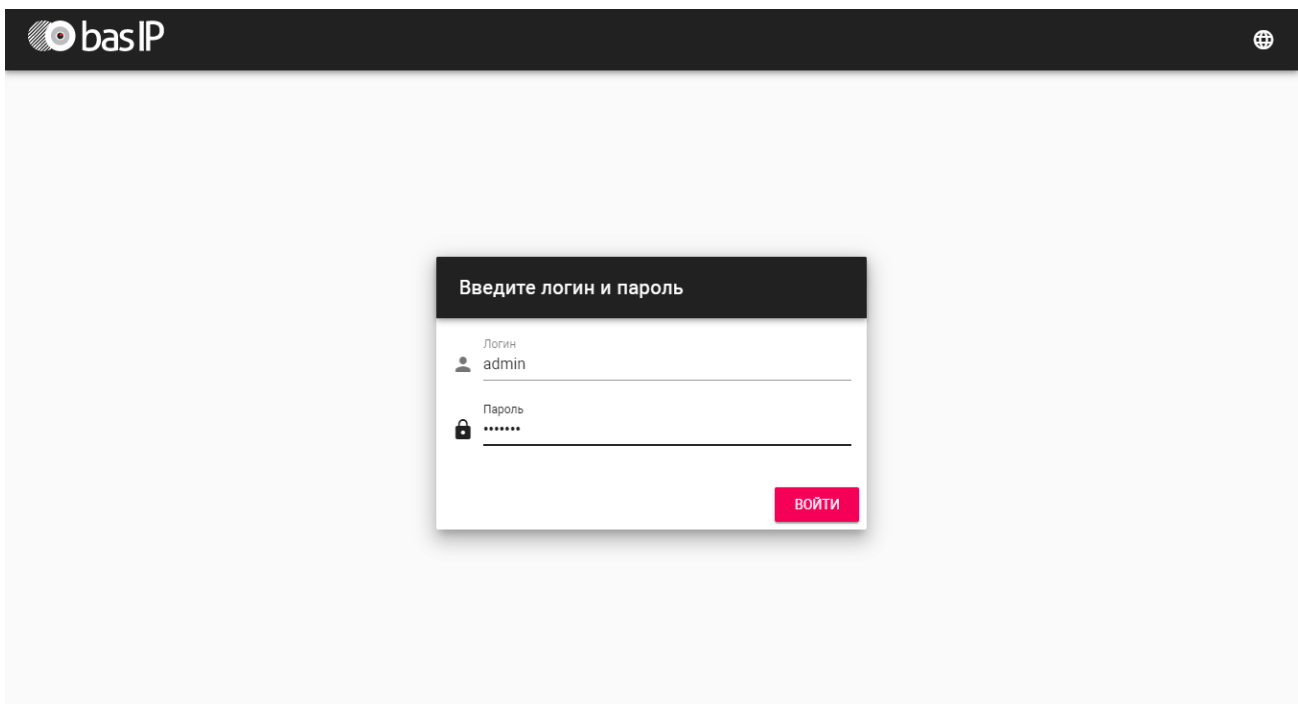 bas IP
Введите логин и пароль
Логин
admin
Пароль
•••••••
ВОЙТИ